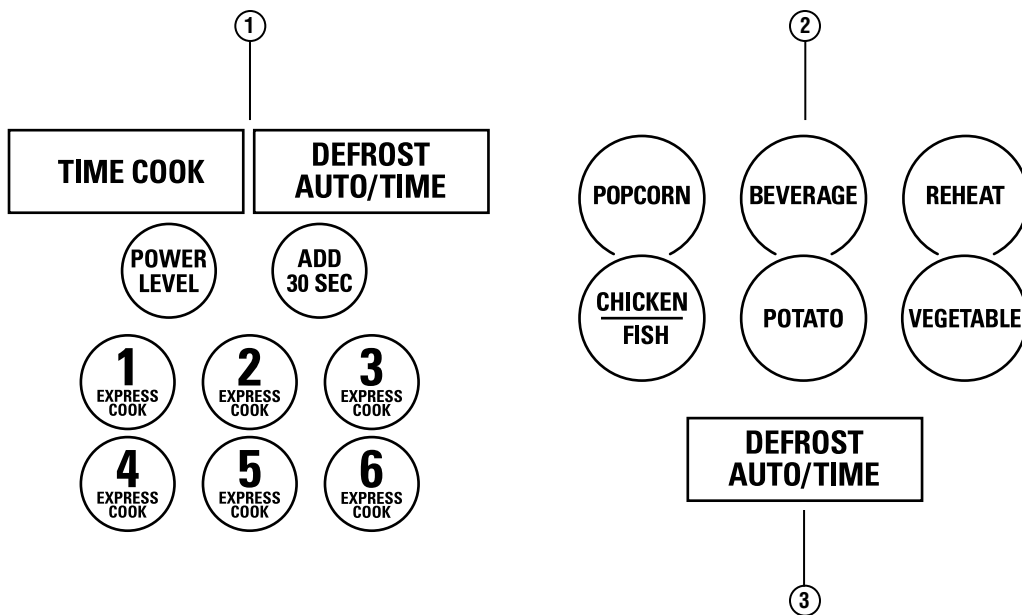 1
TIME COOK
DEFROST
AUTO/TIME
POWER
LEVEL
ADD
30 SEC
1
EXPRESS
COOK
2
EXPRESS
COOK
3
EXPRESS
COOK
4
EXPRESS
COOK
5
EXPRESS
COOK
6
EXPRESS
COOK
2
POPCORN
BEVERAGE
REHEAT
CHICKEN
FISH
POTATO
VEGETABLE
DEFROST
AUTO/TIME
3